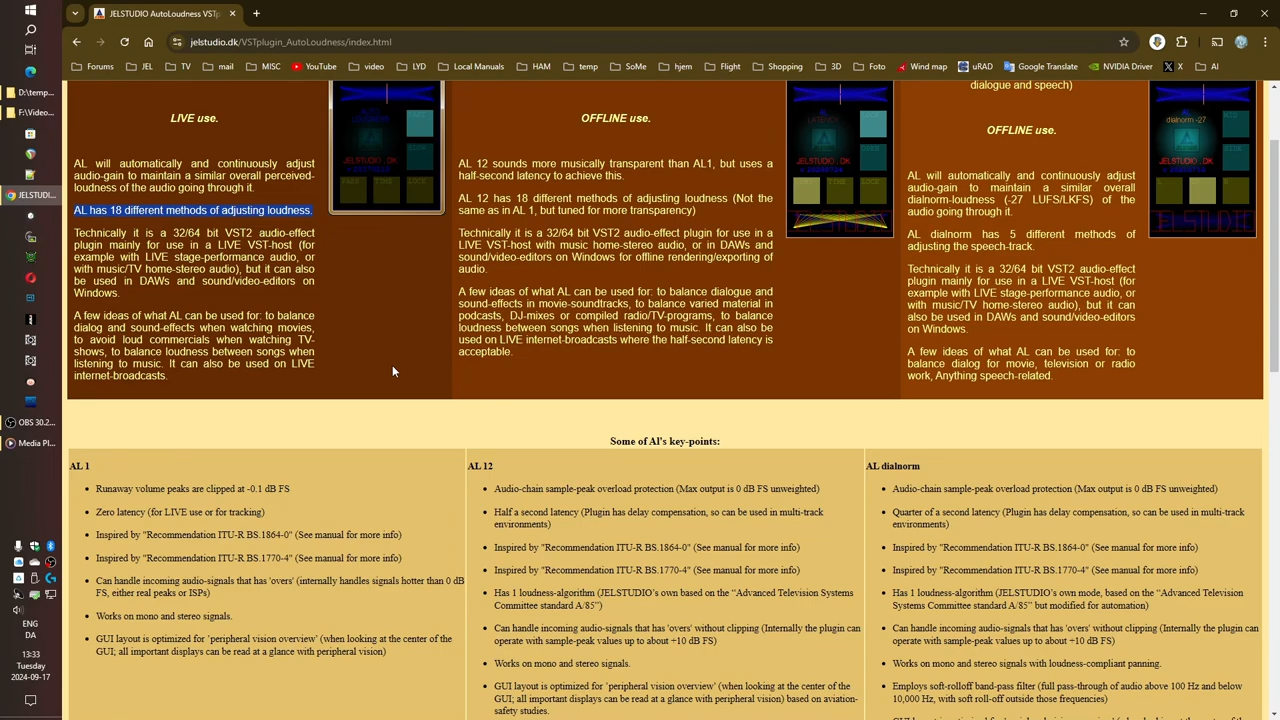 JELSTUDIO AutoLoudness VSTp
jelstudio.dk/VSTplugin_AutoLoudness/index.html
Forums
JEL
TV
mail
MISC
YouTube
video
LYD
Local Manuals
HAM
temp
SoMe
hjem
Flight
Shopping
3D
Foto
Wind map
uRAD
Google Translate
NVIDIA Driver
X
AI
D:\temp...
F:\Video...
JELSTUDI...
OBS 30.2...
Media Pl...
ENG
DA
13:33
Tuesday
2024-09-17
LIVE use.
AL will automatically and continuously adjust
audio-gain to maintain a similar overall perceived-
loudness of the audio going through it.
AL has 18 different methods of adjusting loudness.
Technically it is a 32/64 bit VST2 audio-effect
plugin mainly for use in a LIVE VST-host (for
example with LIVE stage-performance audio, or
with music/TV home-stereo audio), but it can also
be used in DAWs and sound/video-editors on
Windows.
A few ideas of what AL can be used for: to balance
dialog and sound-effects when watching movies,
to avoid loud commercials when watching TV-
shows, to balance loudness between songs when
listening to music. It can also be used on LIVE
internet-broadcasts.
JELSTUDIO.DK
OFFLINE use.
AL 12 sounds more musically transparent than AL1, but uses a
half-second latency to achieve this.
AL 12 has 18 different methods of adjusting loudness (Not the
same as in AL 1, but tuned for more transparency)
Technically it is a 32/64 bit VST2 audio-effect plugin for use in a
LIVE VST-host with music home-stereo audio, or in DAWs and
sound/video-editors on Windows for offline rendering/exporting of
audio.
A few ideas of what AL can be used for: to balance dialogue and
sound-effects in movie-soundtracks, to balance varied material in
podcasts, DJ-mixes or compiled radio/TV-programs, to balance
loudness between songs when listening to music. It can also be
used on LIVE internet-broadcasts where the half-second latency is
acceptable.
AL
LATENCY
JELSTUDIO.DK
JELSTUDIO
dialogue and speech)
OFFLINE use.
AL will automatically and continuously adjust
audio-gain to maintain a similar overall
dialnorm-loudness (-27 LUFS/LKFS) of the
audio going through it.
AL dialnorm has 5 different methods of
adjusting the speech-track.
Technically it is a 32/64 bit VST2 audio-effect
plugin mainly for use in a LIVE VST-host (for
example with LIVE stage-performance audio, or
with music/TV home-stereo audio), but it can
also be used in DAWs and sound/video-editors
on Windows.
A few ideas of what AL can be used for: to
balance dialog for movie, television or radio
work, Anything speech-related.
AL
dialnorm -27
JELSTUDIO.DK
JELSTUDIO
Some of Al's key-points:
AL 1
Runaway volume peaks are clipped at -0.1 dB FS
Zero latency (for LIVE use or for tracking)
Inspired by "Recommendation ITU-R BS.1864-0" (See manual for more info)
Inspired by "Recommendation ITU-R BS.1770-4" (See manual for more info)
Can handle incoming audio-signals that has 'overs' (internally handles signals hotter than 0 dB
FS, either real peaks or ISPs)
Works on mono and stereo signals.
GUI layout is optimized for 'peripheral vision overview' (when looking at the center of the
GUI; all important displays can be read at a glance with peripheral vision)
AL 12
Audio-chain sample-peak overload protection (Max output is 0 dB FS unweighted)
Half a second latency (Plugin has delay compensation, so can be used in multi-track
environments)
Inspired by "Recommendation ITU-R BS.1864-0" (See manual for more info)
Inspired by "Recommendation ITU-R BS.1770-4" (See manual for more info)
Has 1 loudness-algorithm (JELSTUDIO's own based on the “Advanced Television Systems
Committee standard A/85”)
Can handle incoming audio-signals that has 'overs' without clipping (Internally the plugin can
operate with sample-peak values up to about +10 dB FS)
Works on mono and stereo signals.
GUI layout is optimized for 'peripheral vision overview' (when looking at the center of the
GUI; all important displays can be read at a glance with peripheral vision) based on aviation-
safety studies.
AL dialnorm
Audio-chain sample-peak overload protection (Max output is 0 dB FS unweighted)
Quarter of a second latency (Plugin has delay compensation, so can be used in multi-track
environments)
Inspired by "Recommendation ITU-R BS.1864-0" (See manual for more info)
Inspired by "Recommendation ITU-R BS.1770-4" (See manual for more info)
Has 1 loudness-algorithm (JELSTUDIO's own mode, based on the “Advanced Television
Systems Committee standard A/85” but modified for automation)
Can handle incoming audio-signals that has 'overs' without clipping (Internally the plugin can
operate with sample-peak values up to about +10 dB FS)
Works on mono and stereo signals with loudness-compliant panning.
Employs soft-rolloff band-pass filter (full pass-through of audio above 100 Hz and below
10,000 Hz, with soft roll-off outside those frequencies)